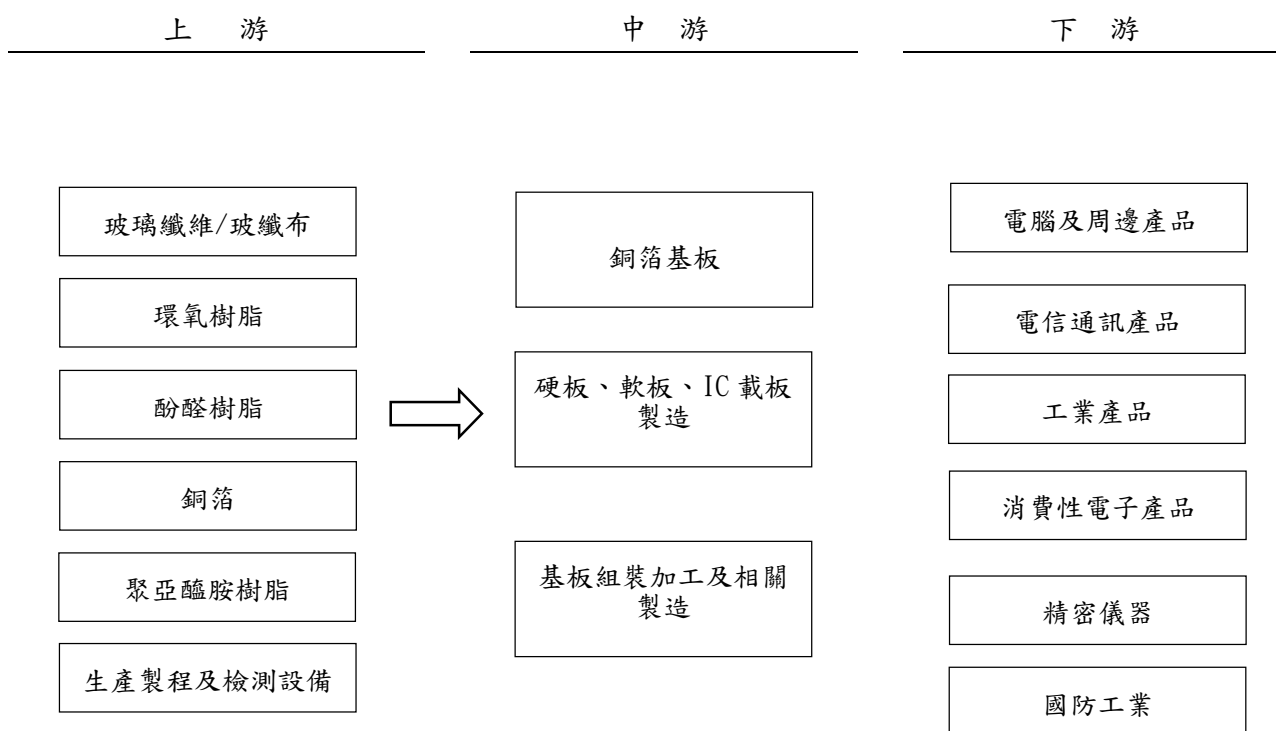 上 游
中 游
下 游
玻璃纖維/玻纖布
環氧樹脂
酚醛樹脂
銅箔
聚亞醯胺樹脂
生產製程及檢測設備
銅箔基板
硬板、軟板、IC 載板
製造
基板組裝加工及相關
製造
電腦及周邊產品
電信通訊產品
工業產品
消費性電子產品
精密儀器
國防工業